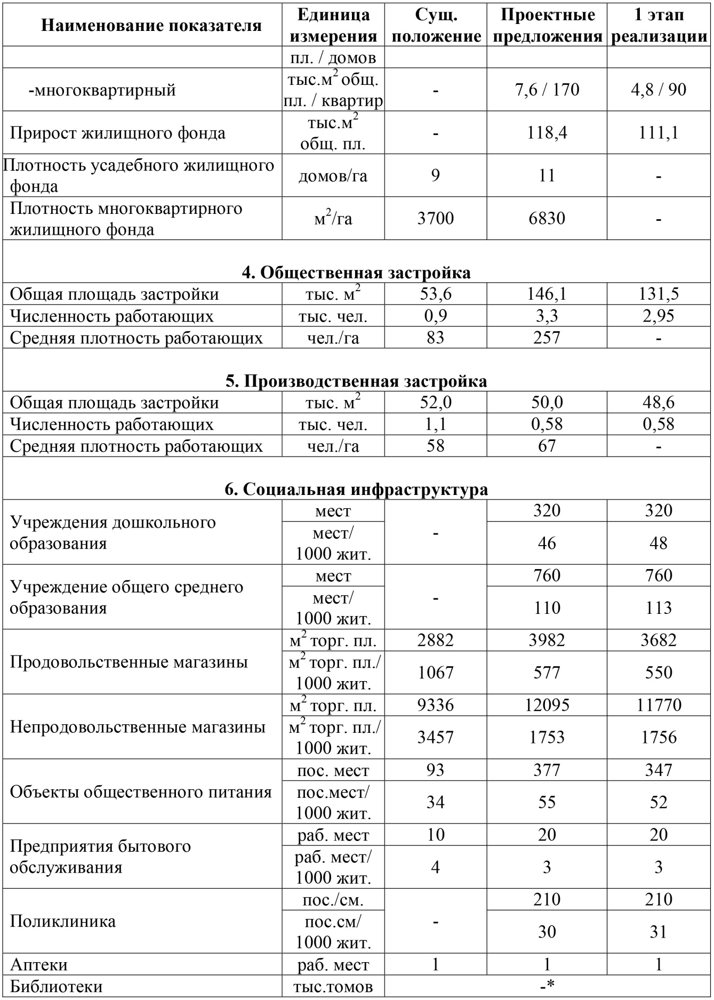 Наименование показателя
Единица
измерения
Сущ.
положение
Проектные
предложения
1 этап
реализации
пл. / домов
-многоквартирный
тыс.м² общ.
пл. / квартир
-
7,6 / 170
4,8 / 90
Прирост жилищного фонда
тыс.м²
общ. пл.
-
118,4
111,1
Плотность усадебного жилищного
фонда
домов/га
9
11
-
Плотность многоквартирного
жилищного фонда
м²/га
3700
6830
-
4. Общественная застройка
Общая площадь застройки
тыс. м²
53,6
146,1
131,5
Численность работающих
тыс. чел.
0,9
3,3
2,95
Средняя плотность работающих
чел./га
83
257
-
5. Производственная застройка
Общая площадь застройки
тыс. м²
52,0
50,0
48,6
Численность работающих
тыс. чел.
1,1
0,58
0,58
Средняя плотность работающих
чел./га
58
67
-
6. Социальная инфраструктура
Учреждения дошкольного
образования
мест
-
320
320
мест/
1000 жит.
46
48
Учреждение общего среднего
образования
мест
-
760
760
мест/
1000 жит.
110
113
Продовольственные магазины
м² торг. пл.
2882
3982
3682
м² торг. пл./
1000 жит.
1067
577
550
Непродовольственные магазины
м² торг. пл.
9336
12095
11770
м² торг. пл./
1000 жит.
3457
1753
1756
Объекты общественного питания
пос. мест
93
377
347
пос.мест/
1000 жит.
34
55
52
Предприятия бытового
обслуживания
раб. мест
10
20
20
раб. мест/
1000 жит.
4
3
3
Поликлиника
пос./см.
-
210
210
пос.см/
1000 жит.
30
31
Аптеки
раб. мест
1
1
1
Библиотеки
тыс.томов
-*